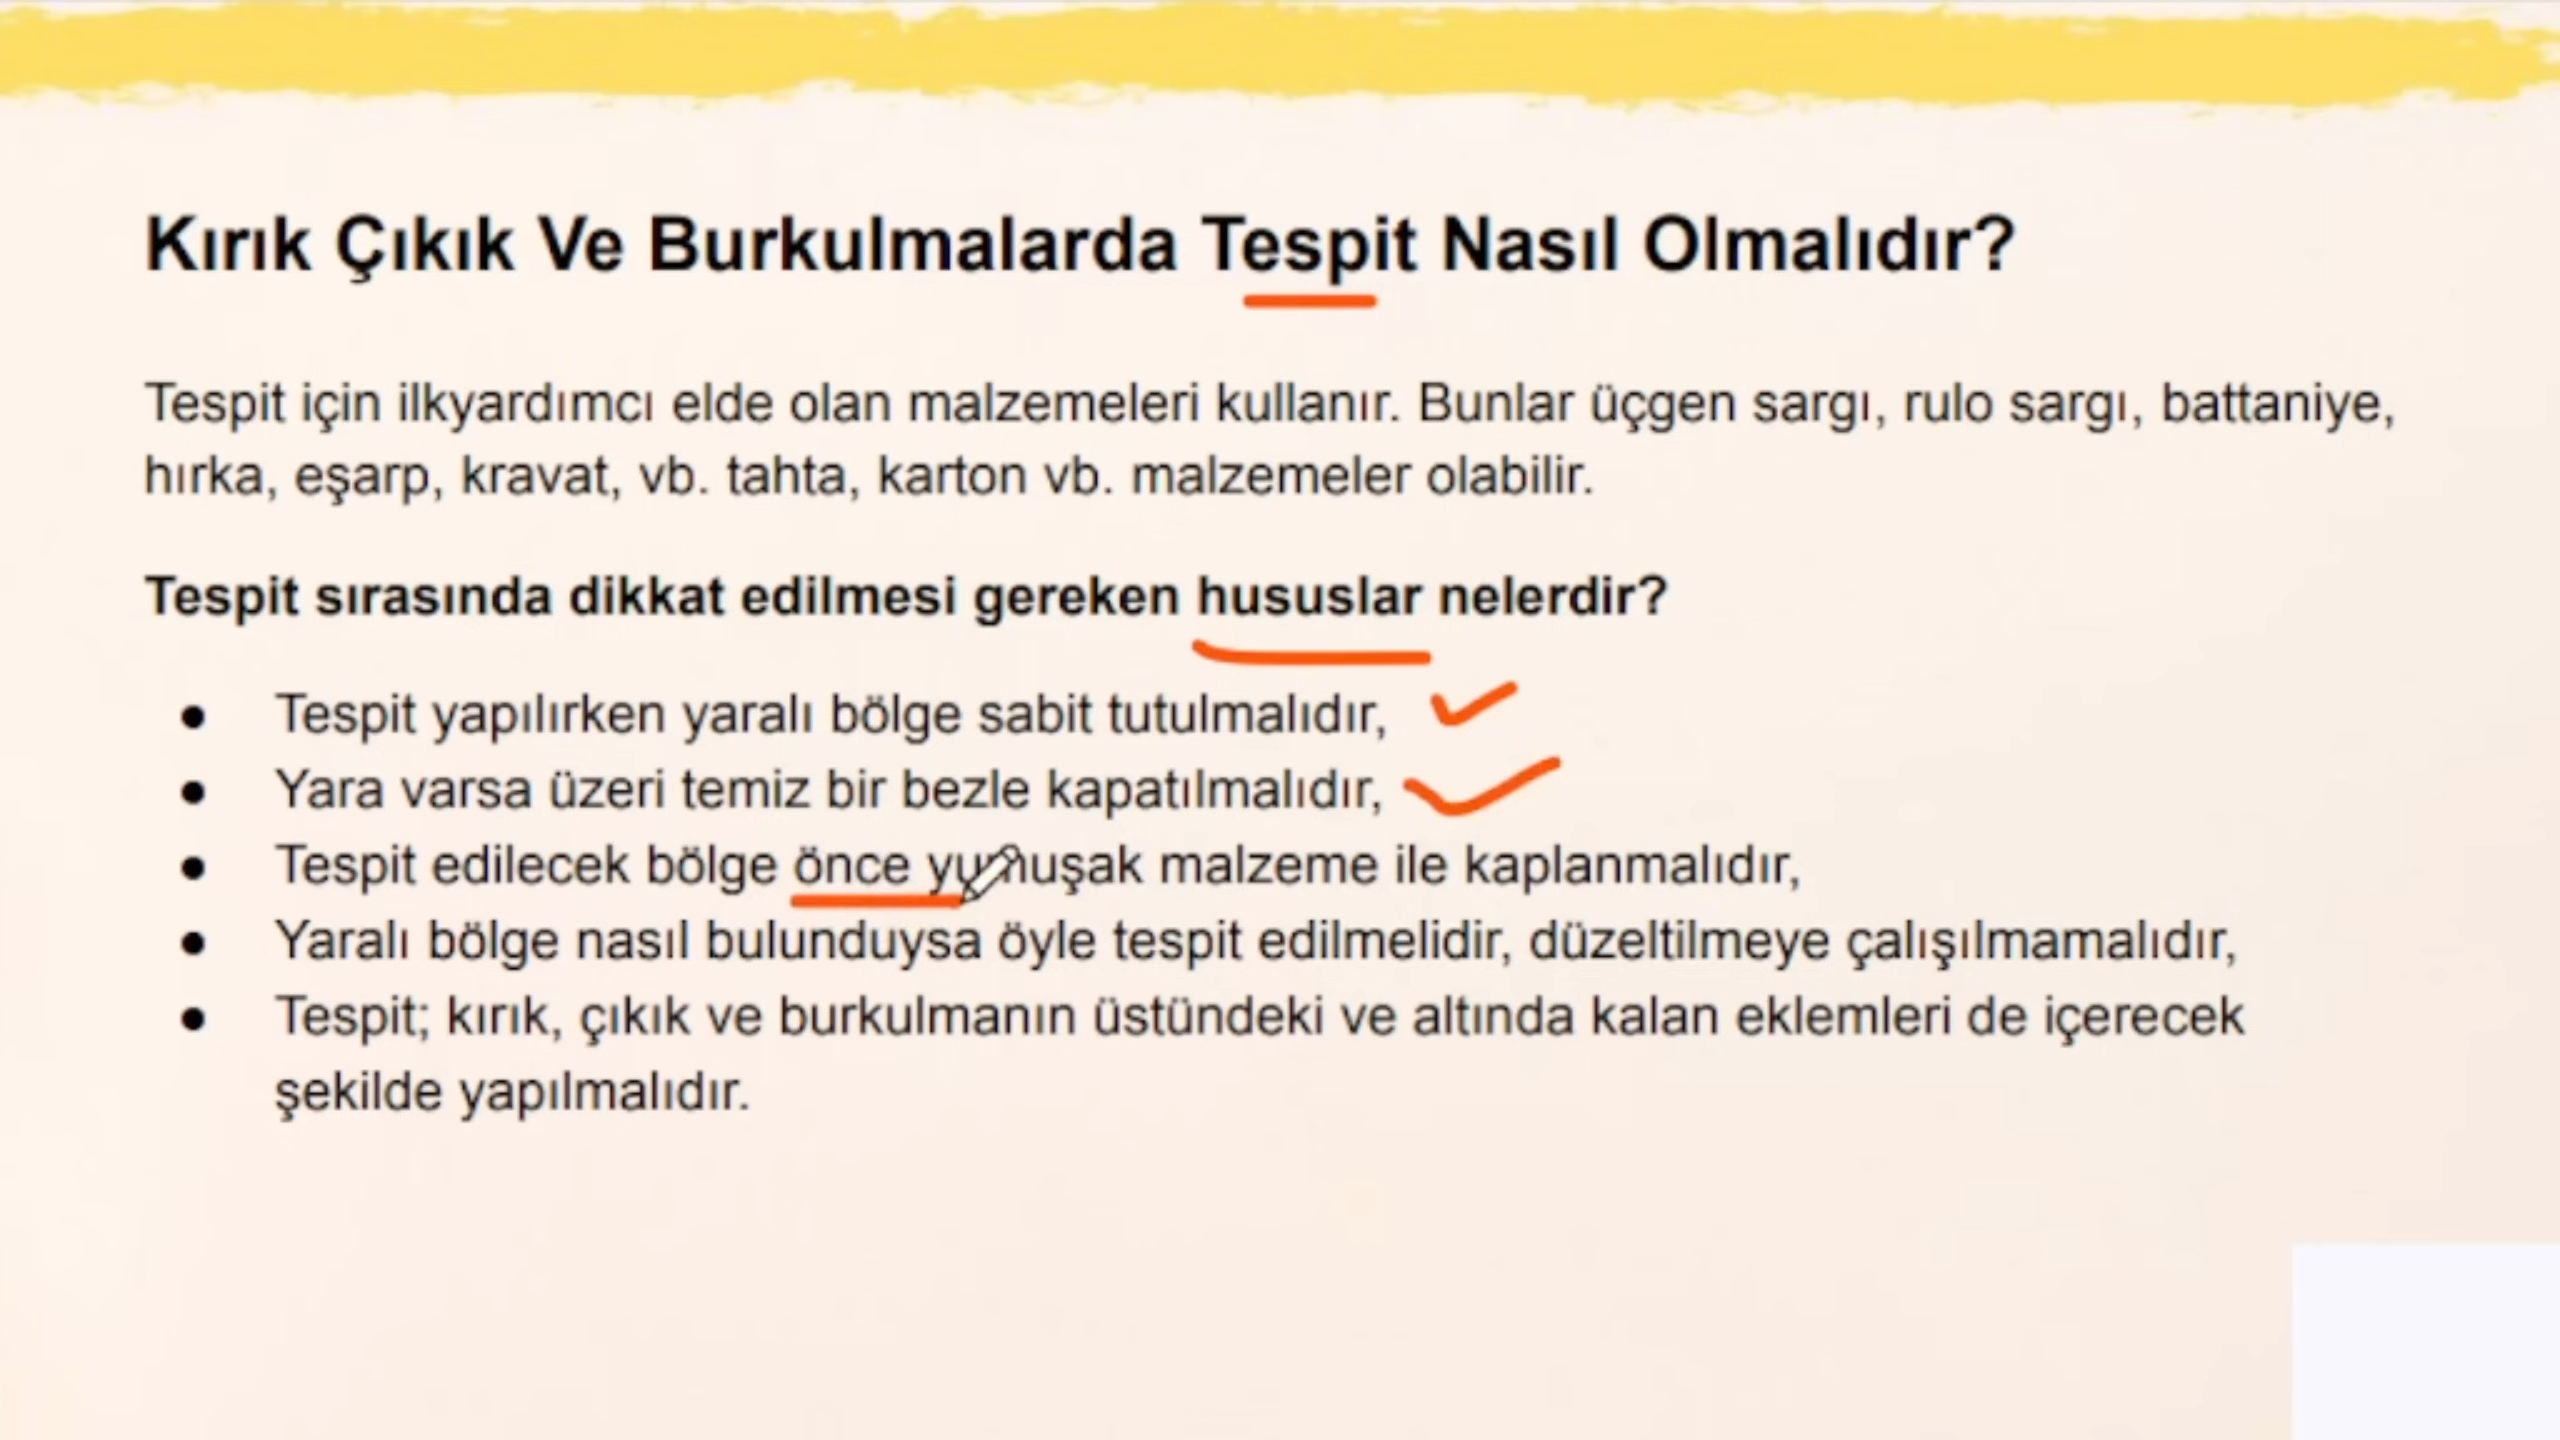 Kırık Çıkık Ve Burkulmalarda Tespit Nasıl Olmalıdır?
Tespit için ilkyardımcı elde olan malzemeleri kullanır. Bunlar üçgen sargı, rulo sargı, battaniye,
hırka, eşarp, kravat, vb. tahta, karton vb. malzemeler olabilir.
Tespit sırasında dikkat edilmesi gereken hususlar nelerdir?
● Tespit yapılırken yaralı bölge sabit tutulmalıdır,
● Yara varsa üzeri temiz bir bezle kapatılmalıdır,
● Tespit edilecek bölge önce yumuşak malzeme ile kaplanmalıdır,
● Yaralı bölge nasıl bulunduysa öyle tespit edilmelidir, düzeltilmeye çalışılmamalıdır,
● Tespit; kırık, çıkık ve burkulmanın üstündeki ve altında kalan eklemleri de içerecek
şekilde yapılmalıdır.